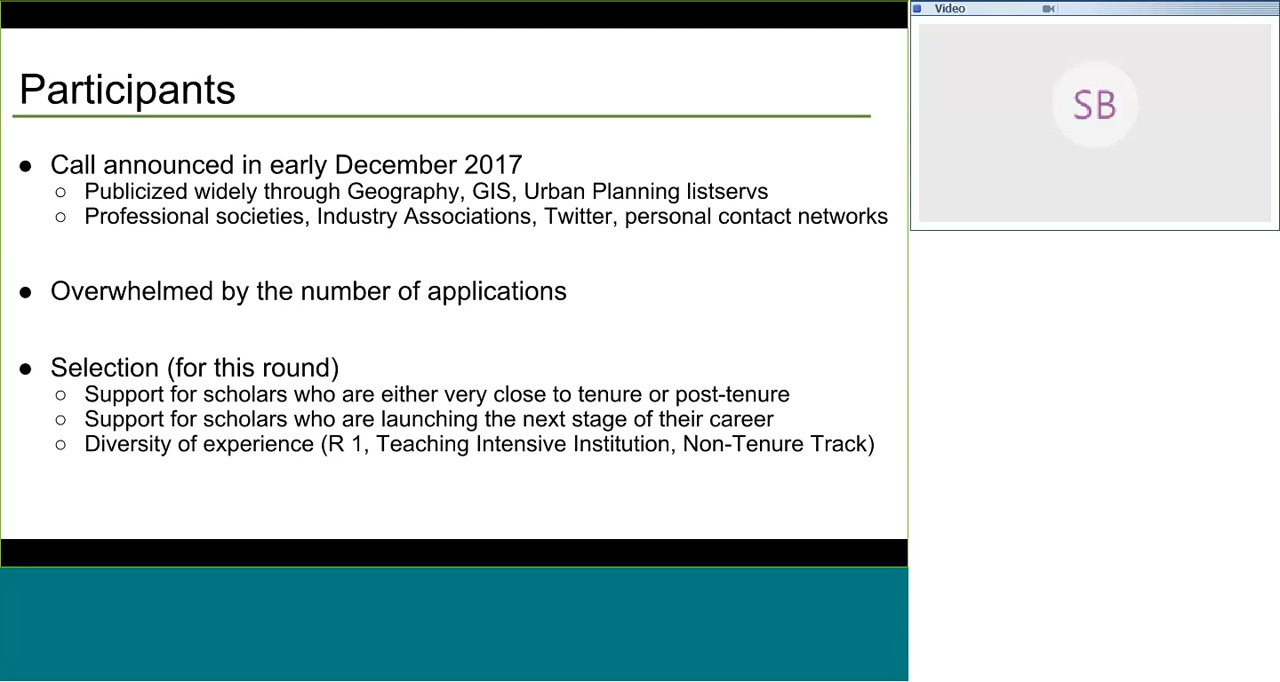 Participants
● Call announced in early December 2017
○ Publicized widely through Geography, GIS, Urban Planning listservs
○ Professional societies, Industry Associations, Twitter, personal contact networks
● Overwhelmed by the number of applications
● Selection (for this round)
○ Support for scholars who are either very close to tenure or post-tenure
○ Support for scholars who are launching the next stage of their career
○ Diversity of experience (R 1, Teaching Intensive Institution, Non-Tenure Track)
Video
SB